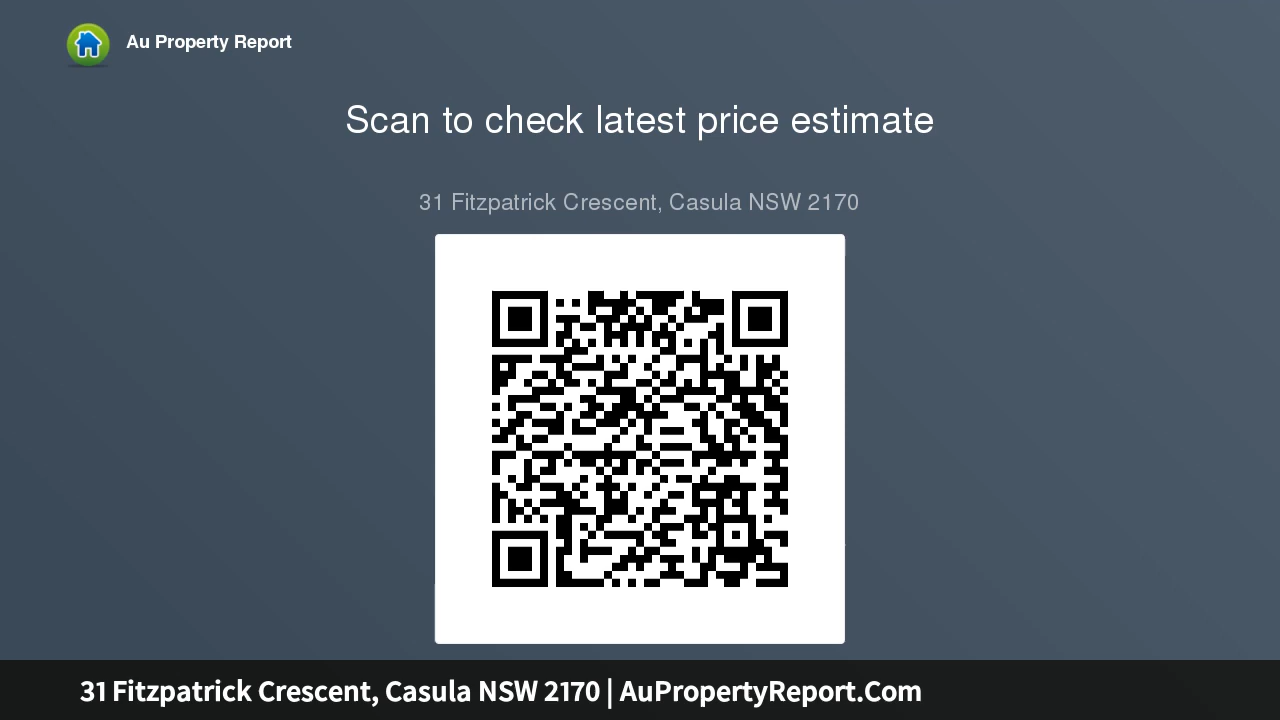 Au Property Report
Scan to check latest price estimate
31 Fitzpatrick Crescent, Casula NSW 2170
31 Fitzpatrick Crescent, Casula NSW 2170 | AuPropertyReport.Com